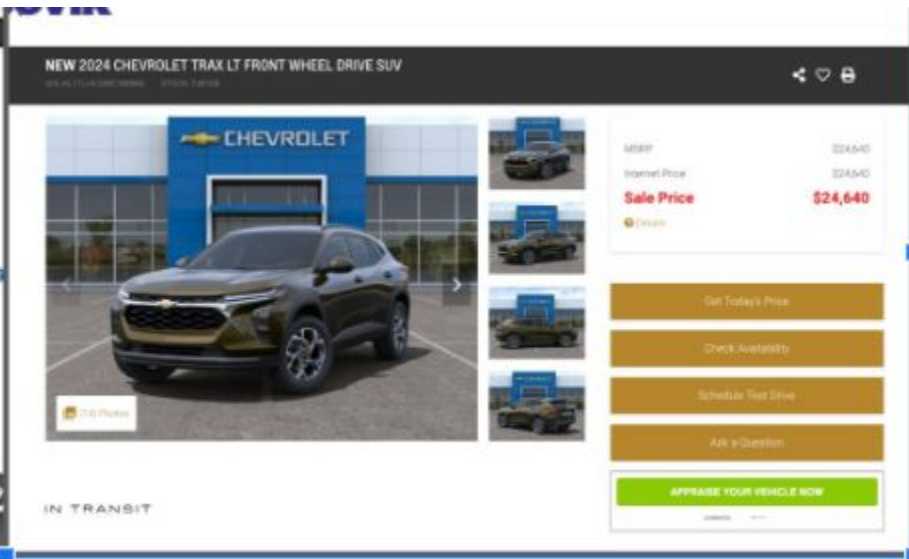 NEW 2024 CHEVROLET TRAX LT FRONT WHEEL DRIVE SUV
CHEVROLET
MSRP $24,640
Internet Price $24,640
Sale Price $24,640
Details
Get Today's Price
Check Availability
Schedule Test Drive
Ask a Question
Photos
APPRAISE YOUR VEHICLE NOW
IN TRANSIT